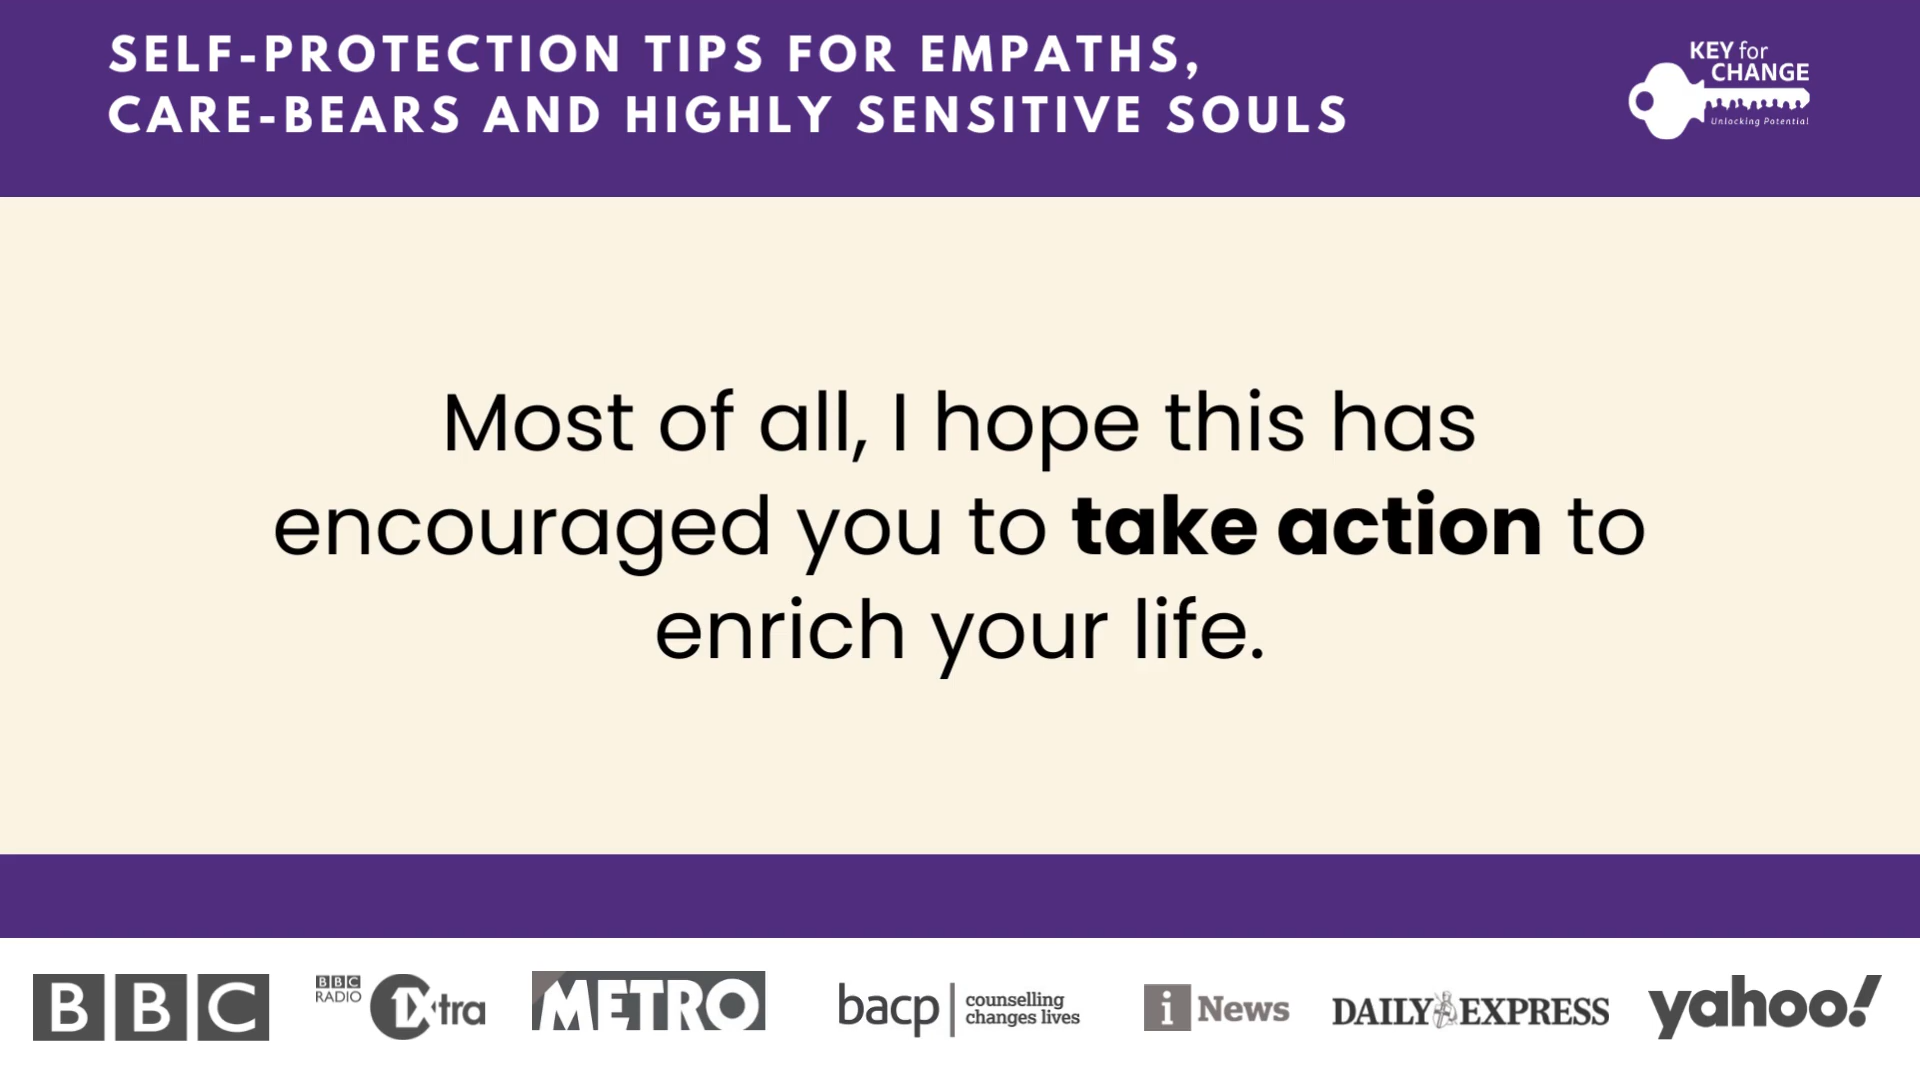 SELF-PROTECTION TIPS FOR EMPATHS,
CARE-BEARS AND HIGHLY SENSITIVE SOULS
KEY for
CHANGE
Unlocking Potential
Most of all, I hope this has
encouraged you to take action to
enrich your life.
BBC
BBC
RADIO
1Xtra
METRO
bacp
counselling
changes lives
i News
DAILY EXPRESS
yahoo!